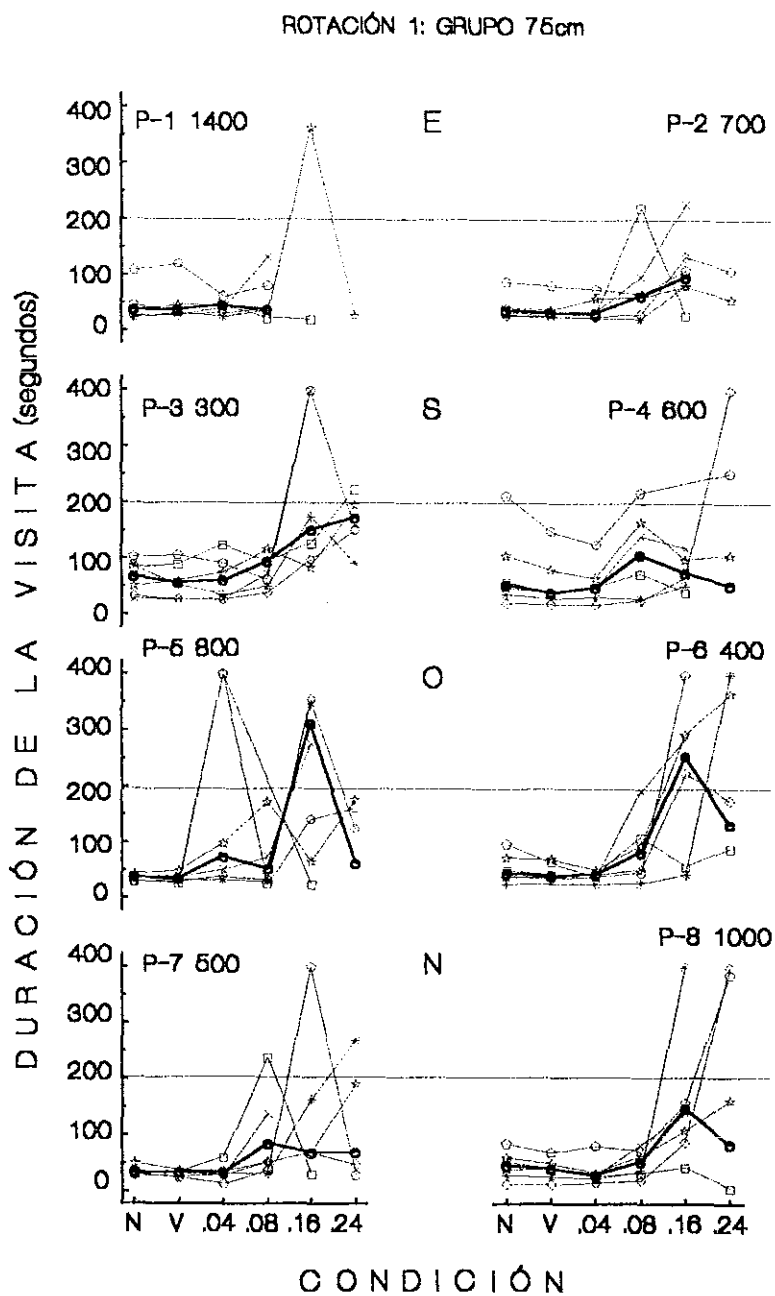 ROTACIÓN 1: GRUPO 75cm
P-1 1400
E
P-2 700
400
300
200
100
0
P-3 300
S
P-4 600
400
300
200
100
0
P-5 800
O
P-6 400
400
300
200
100
0
P-7 500
N
P-8 1000
400
300
200
100
0
N V .04 .08 .16 .24
N V .04 .08 .16 .24
DURACIÓN DE LA VISITA (segundos)
CONDICIÓN